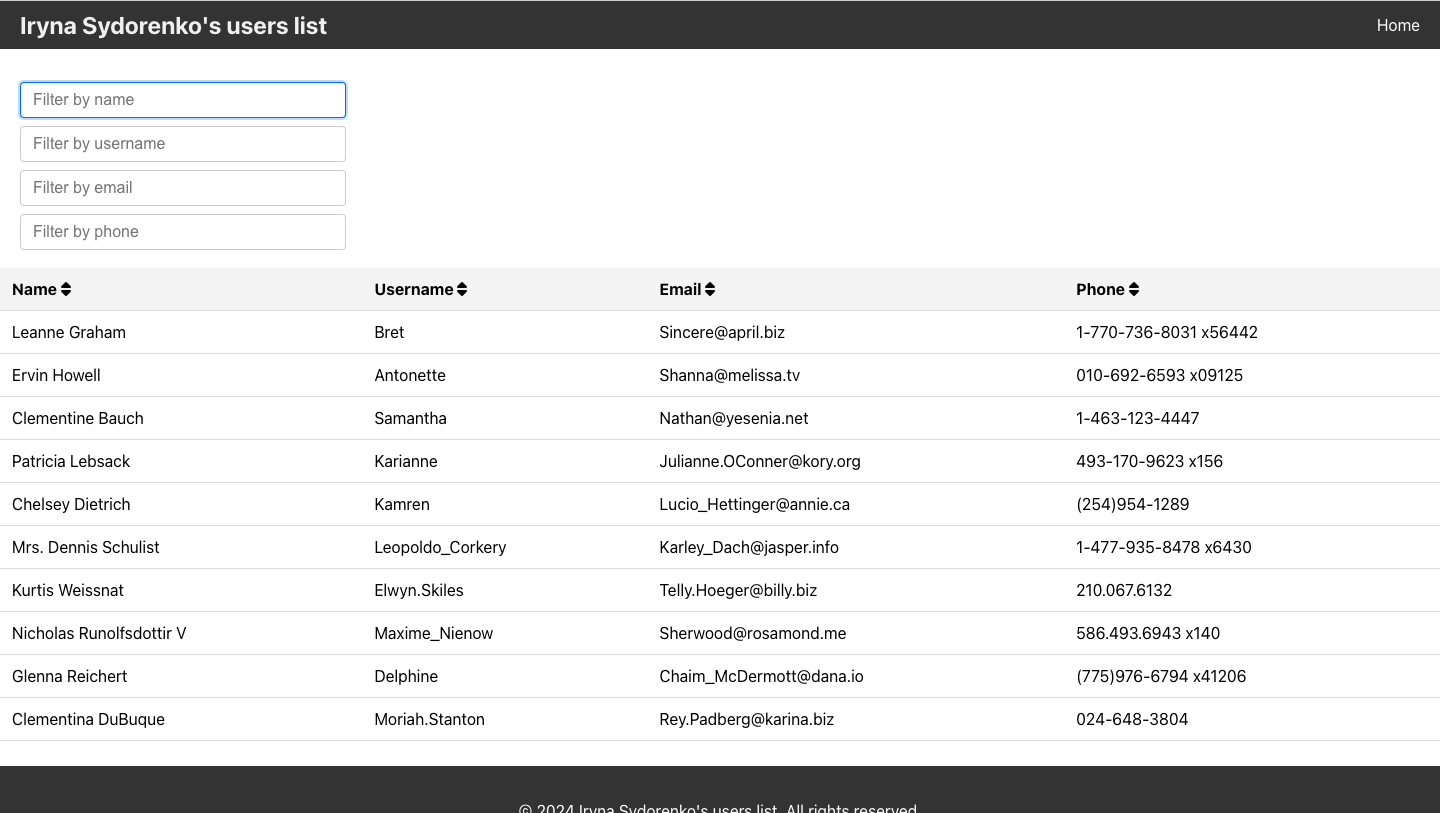 Iryna Sydorenko's users list Home
Filter by name
Filter by username
Filter by email
Filter by phone
Name Username Email Phone
Leanne Graham Bret Sincere@april.biz 1-770-736-8031 x56442
Ervin Howell Antonette Shanna@melissa.tv 010-692-6593 x09125
Clementine Bauch Samantha Nathan@yesenia.net 1-463-123-4447
Patricia Lebsack Karianne Julianne.OConner@kory.org 493-170-9623 x156
Chelsey Dietrich Kamren Lucio_Hettinger@annie.ca (254)954-1289
Mrs. Dennis Schulist Leopoldo_Corkery Karley_Dach@jasper.info 1-477-935-8478 x6430
Kurtis Weissnat Elwyn.Skiles Telly.Hoeger@billy.biz 210.067.6132
Nicholas Runolfsdottir V Maxime_Nienow Sherwood@rosamond.me 586.493.6943 x140
Glenna Reichert Delphine Chaim_McDermott@dana.io (775)976-6794 x41206
Clementina DuBuque Moriah.Stanton Rey.Padberg@karina.biz 024-648-3804
© 2024 Iryna Sydorenko's users list. All rights reserved.